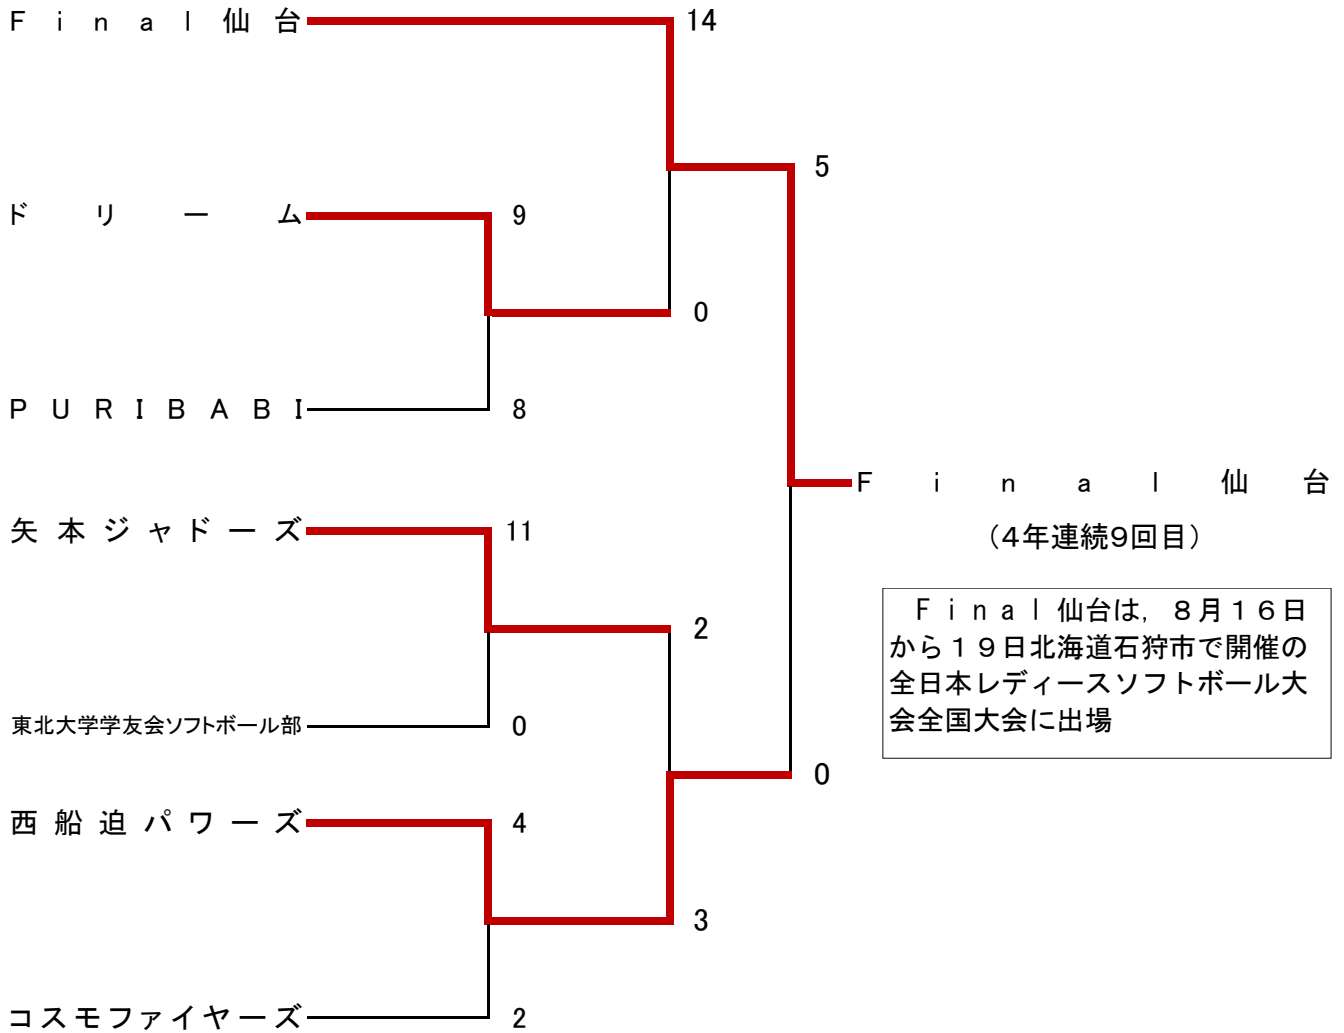 Final仙台
14
5
ドリーム
9
0
PURIBABI
8
Final仙台
(4年連続9回目)
矢本ジャドーズ
11
2
Final仙台は，８月１６日
から１９日北海道石狩市で開催の
全日本レディースソフトボール大
会全国大会に出場
東北大学学友会ソフトボール部
0
0
西船迫パワーズ
4
3
コスモファイヤーズ
2